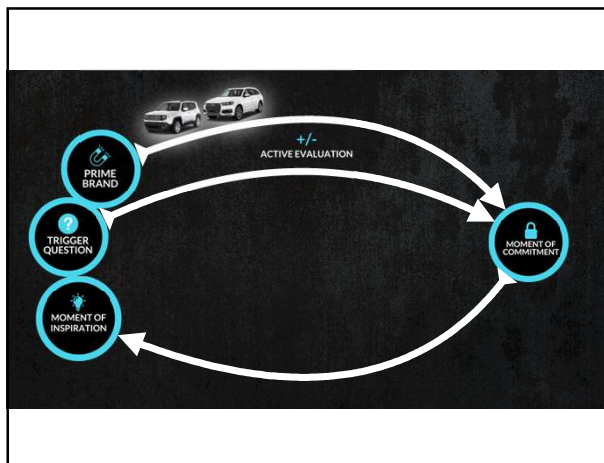 +/-
ACTIVE EVALUATION
PRIME
BRAND
?
TRIGGER
QUESTION
MOMENT OF
COMMITMENT
MOMENT OF
INSPIRATION